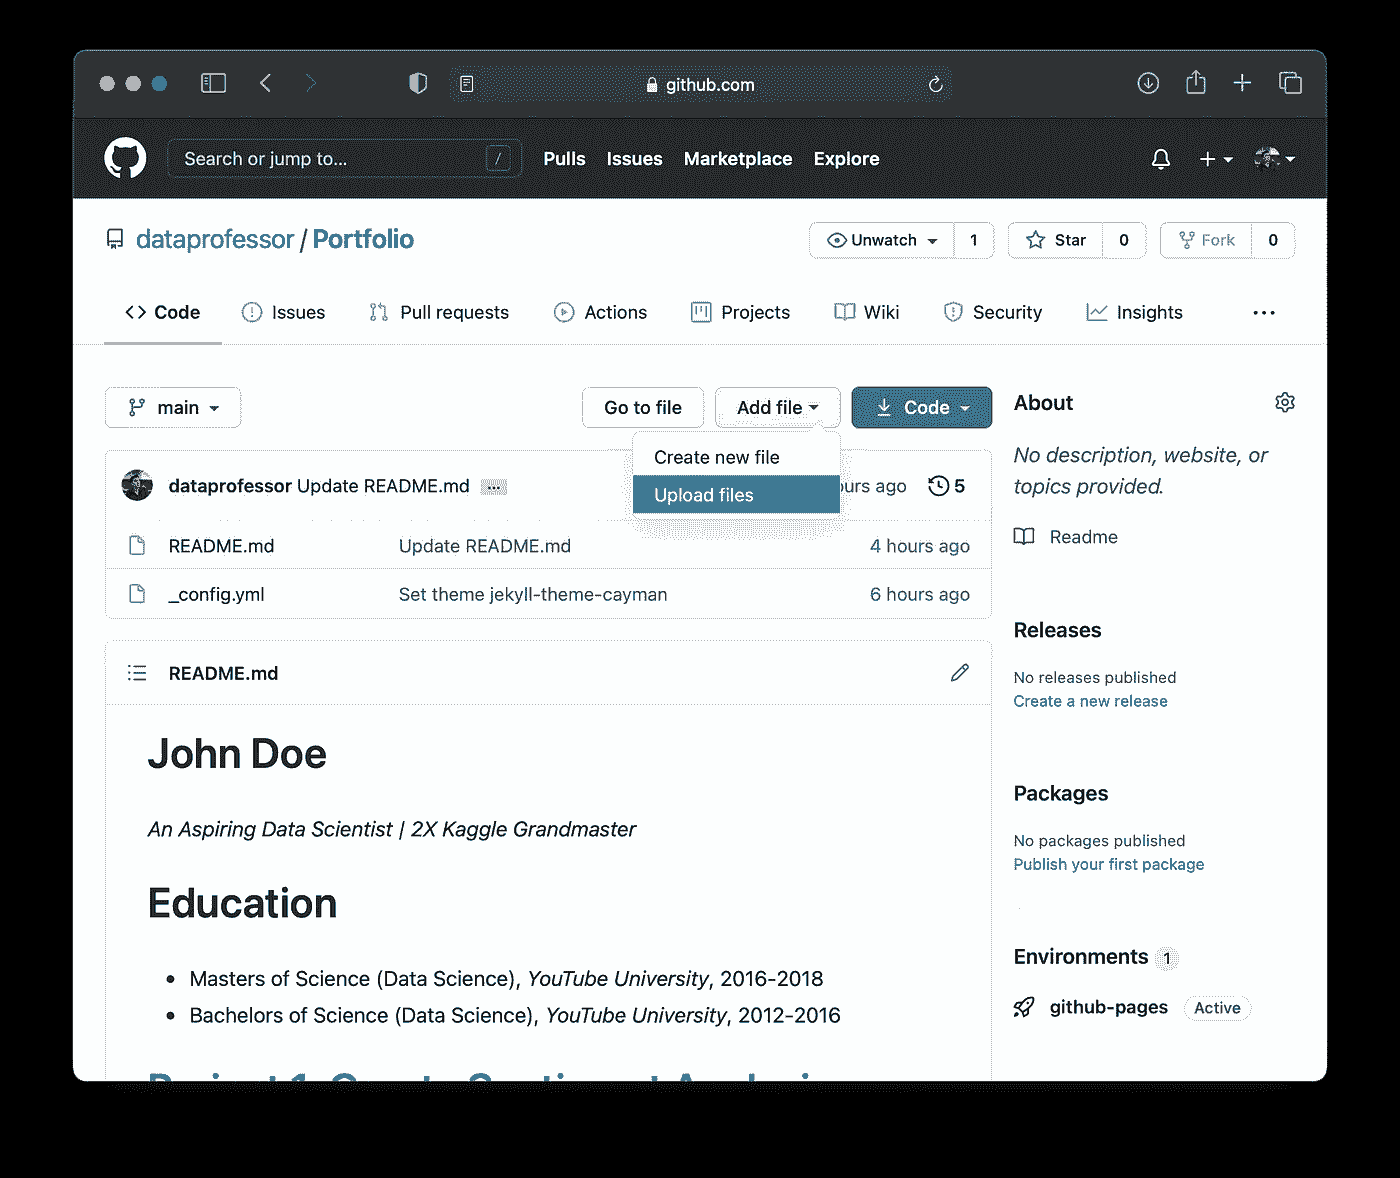 github.com
Search or jump to... /
Pulls Issues Marketplace Explore
dataprofessor / Portfolio
Unwatch 1 Star 0 Fork 0
Code Issues Pull requests Actions Projects Wiki Security Insights ...
main Go to file Add file Code
Create new file
Upload files
dataprofessor Update README.md ... ours ago 5
README.md Update README.md 4 hours ago
_config.yml Set theme jekyll-theme-cayman 6 hours ago
README.md
John Doe
An Aspiring Data Scientist | 2X Kaggle Grandmaster
Education
• Masters of Science (Data Science), YouTube University, 2016-2018
• Bachelors of Science (Data Science), YouTube University, 2012-2016
About
No description, website, or
topics provided.
Readme
Releases
No releases published
Create a new release
Packages
No packages published
Publish your first package
Environments 1
github-pages Active